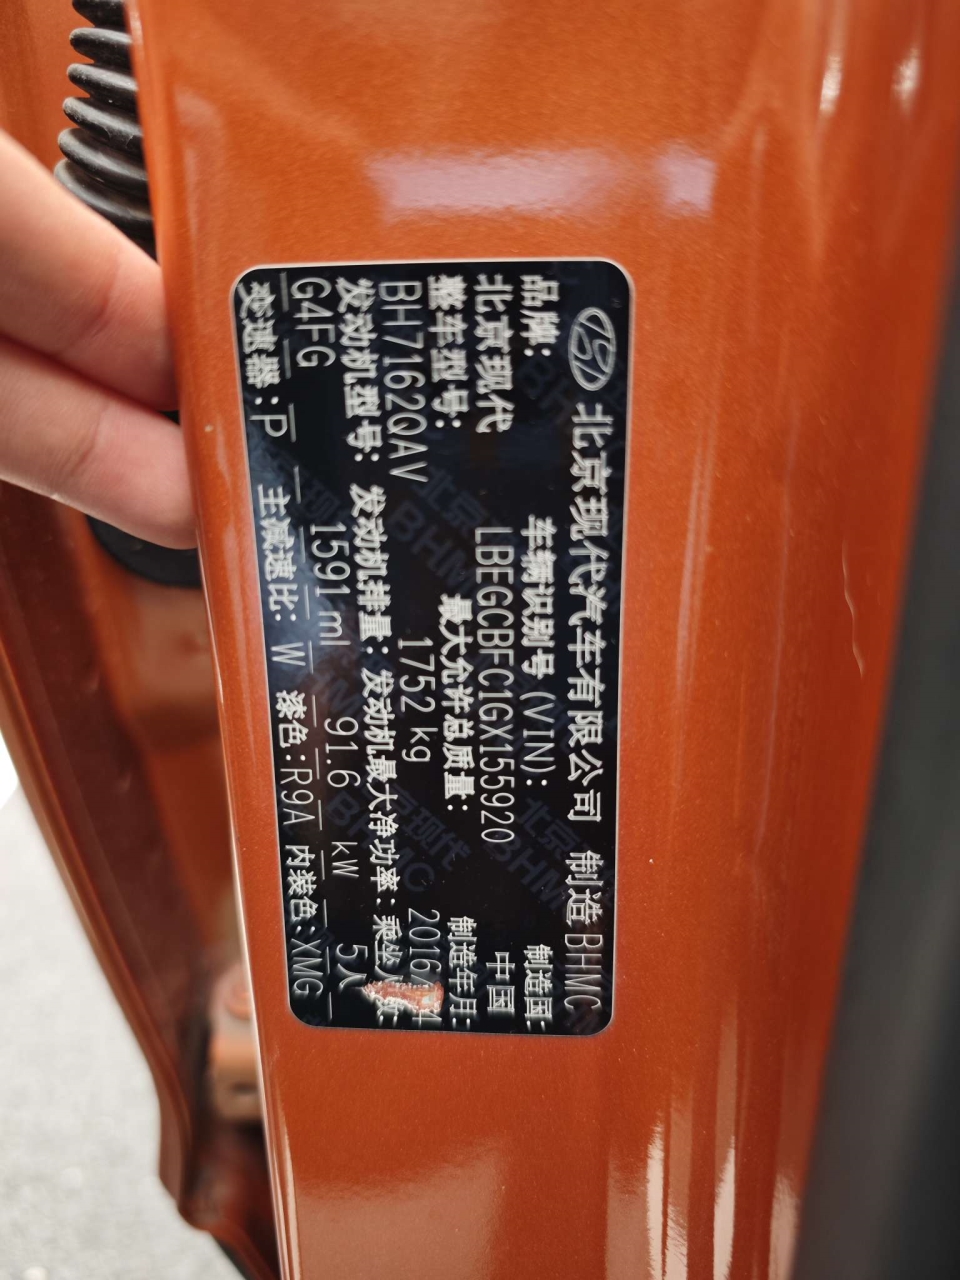 北京现代汽车有限公司 制造 BHMC
品牌: 车辆识别号 (VIN): 制造国:
北京现代 LBEGCBFC1GX155920 中国
整车型号: 最大允许总质量: 制造年月:
BH7162QAV 1752 kg 2016/
发动机型号: 发动机排量: 发动机最大净功率: 乘坐人数
G4FG 1591 ml 91.6 kW 5人
变速器: P 主减速比: W 漆色: R9A 内装色: XMG